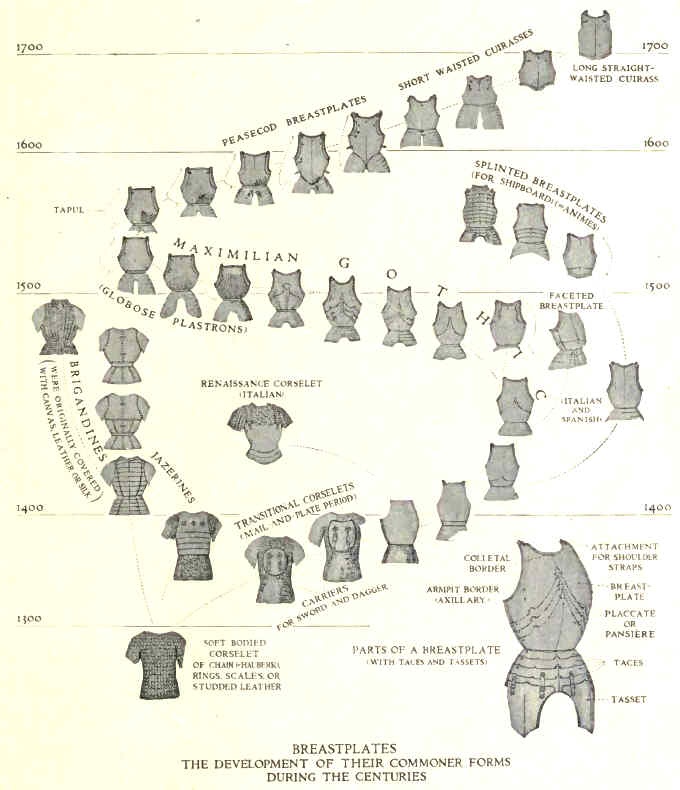 1700
1700
SHORT WAISTED CUIRASSES
LONG STRAIGHT-
WAISTED CUIRASS
PEASECOD BREASTPLATES
1600
1600
SPLINTED BREASTPLATES
(FOR SHIPBOARD) (=ANIMES)
TAPUL
MAXIMILIAN
(GLOBOSE PLASTRONS)
GOTHIC
1500
1500
FACETED
BREASTPLATE
BRIGANDINES
(WERE ORIGINALLY COVERED
WITH CANVAS, LEATHER OR SILK)
RENAISSANCE CORSELET
(ITALIAN)
(ITALIAN
AND
SPANISH)
JAZERINES
TRANSITIONAL CORSELETS
(MAIL AND PLATE PERIOD)
1400
1400
CARRIERS
FOR SWORD AND DAGGER
COLLETAL
BORDER
ATTACHMENT
FOR SHOULDER
STRAPS
ARMPIT BORDER
(AXILLARY)
BREAST-
PLATE
PLACCATE
OR
PANSIÈRE
1300
SOFT BODIED
CORSELET
OF CHAIN (=HALBERK),
RINGS, SCALES, OR
STUDDED LEATHER
PARTS OF A BREASTPLATE
(WITH TACES AND TASSETS)
TACES
TASSET
BREASTPLATES
THE DEVELOPMENT OF THEIR COMMONER FORMS
DURING THE CENTURIES